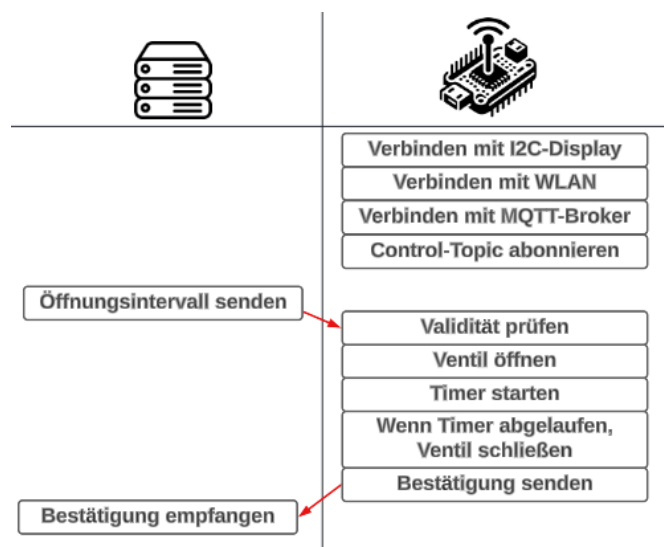 Verbinden mit I2C-Display
Verbinden mit WLAN
Verbinden mit MQTT-Broker
Control-Topic abonnieren
Öffnungsintervall senden
Validität prüfen
Ventil öffnen
Timer starten
Wenn Timer abgelaufen,
Ventil schließen
Bestätigung senden
Bestätigung empfangen